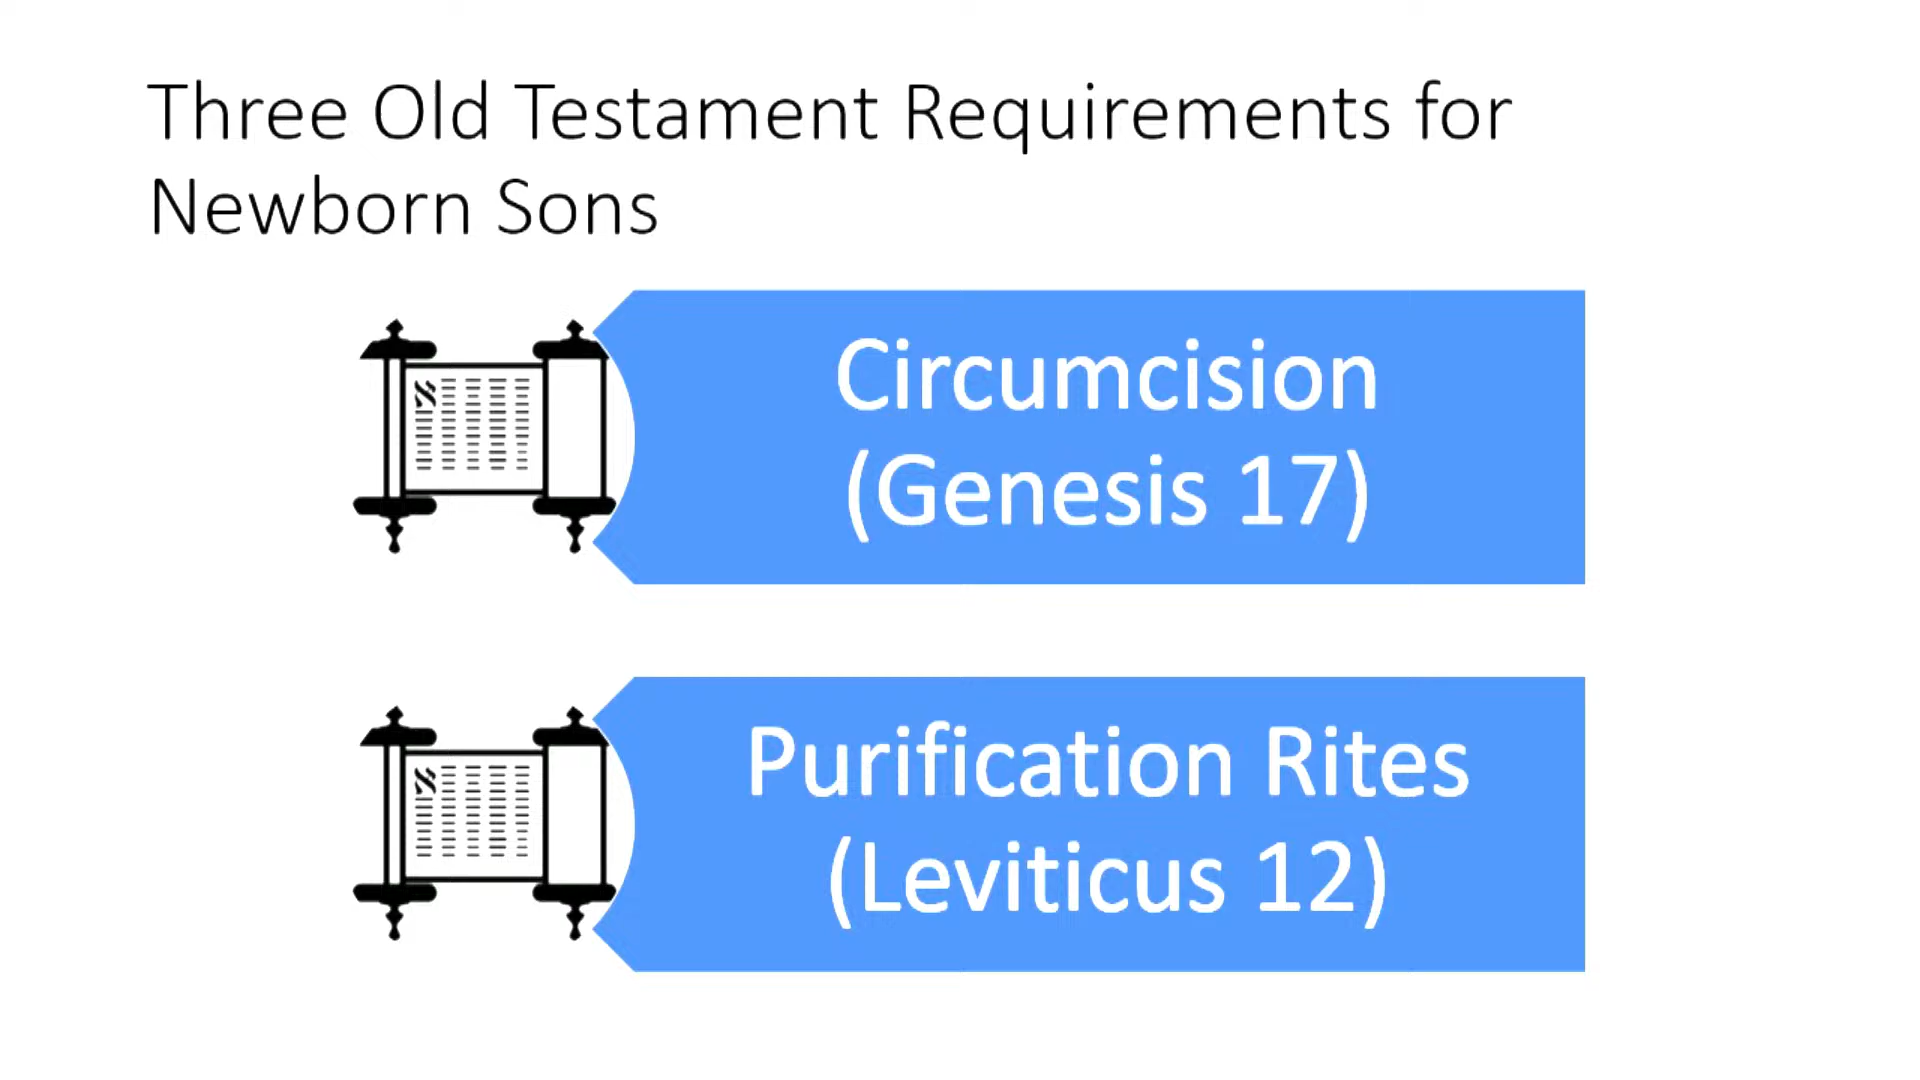 Three Old Testament Requirements for
Newborn Sons
Circumcision
(Genesis 17)
Purification Rites
(Leviticus 12)